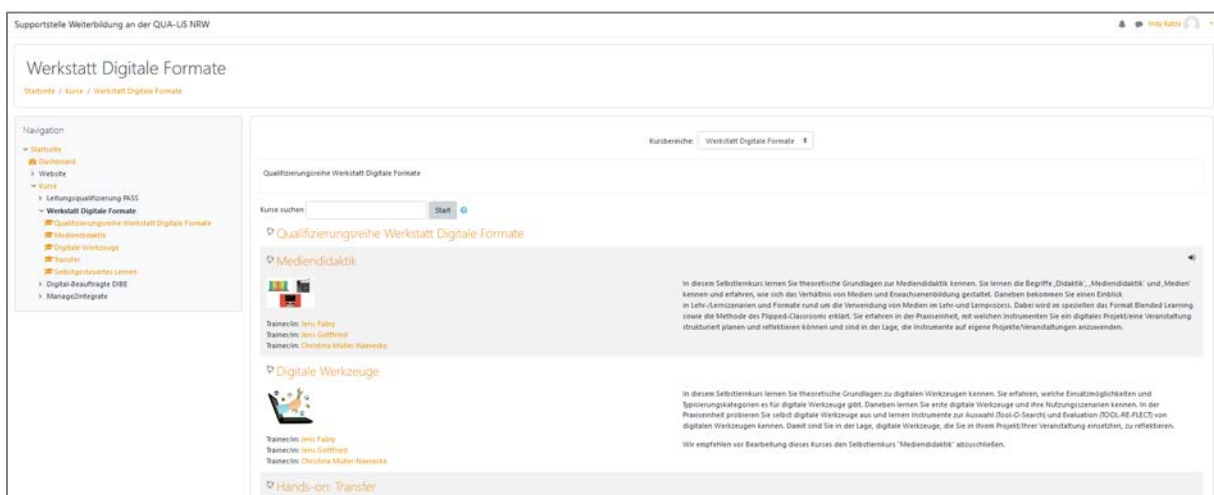 Supportstelle Weiterbildung an der QUA-LiS NRW
Indy Katze
Werkstatt Digitale Formate
Startseite / Kurse / Werkstatt Digitale Formate
Navigation
Startseite
Dashboard
Website
Kurse
Leitungsqualifizierung PASS
Werkstatt Digitale Formate
Qualifizierungsreihe Werkstatt Digitale Formate
Mediendidaktik
Digitale Werkzeuge
Transfer
Selbstgesteuertes Lernen
Digital-Beauftragte DIBE
Manage2Integrate
Kursbereiche: Werkstatt Digitale Formate
Qualifizierungsreihe Werkstatt Digitale Formate
Kurse suchen Start
Qualifizierungsreihe Werkstatt Digitale Formate
Mediendidaktik
Trainer/in: Jens Fabry
Trainer/in: Jens Gottfried
Trainer/in: Christina Müller-Naevecke
In diesem Selbstlernkurs lernen Sie theoretische Grundlagen zur Mediendidaktik kennen. Sie lernen die Begriffe ‚Didaktik‘, ‚Mediendidaktik‘ und ‚Medien‘
kennen und erfahren, wie sich das Verhältnis von Medien und Erwachsenenbildung gestaltet. Daneben bekommen Sie einen Einblick
in Lehr-/Lernszenarien und Formate rund um die Verwendung von Medien im Lehr-und Lernprozess. Dabei wird im speziellen das Format Blended Learning
sowie die Methode des Flipped-Classrooms erklärt. Sie erfahren in der Praxiseinheit, mit welchen Instrumenten Sie ein digitales Projekt/eine Veranstaltung
strukturiert planen und reflektieren können und sind in der Lage, die Instrumente auf eigene Projekte/Veranstaltungen anzuwenden.
Digitale Werkzeuge
Trainer/in: Jens Fabry
Trainer/in: Jens Gottfried
Trainer/in: Christina Müller-Naevecke
In diesem Selbstlernkurs lernen Sie theoretische Grundlagen zu digitalen Werkzeugen kennen. Sie erfahren, welche Einsatzmöglichkeiten und
Typisierungskategorien es für digitale Werkzeuge gibt. Daneben lernen Sie erste digitale Werkzeuge und ihre Nutzungsszenarien kennen. In der
Praxiseinheit probieren Sie selbst digitale Werkzeuge aus und lernen Instrumente zur Auswahl (Tool-O-Search) und Evaluation (TOOL-RE-FLECT) von
digitalen Werkzeugen kennen. Damit sind Sie in der Lage, digitale Werkzeuge, die Sie in Ihrem Projekt/Ihrer Veranstaltung einsetzten, zu reflektieren.
Wir empfehlen vor Bearbeitung dieses Kurses den Selbstlernkurs "Mediendidaktik" abzuschließen.
Hands-on: Transfer